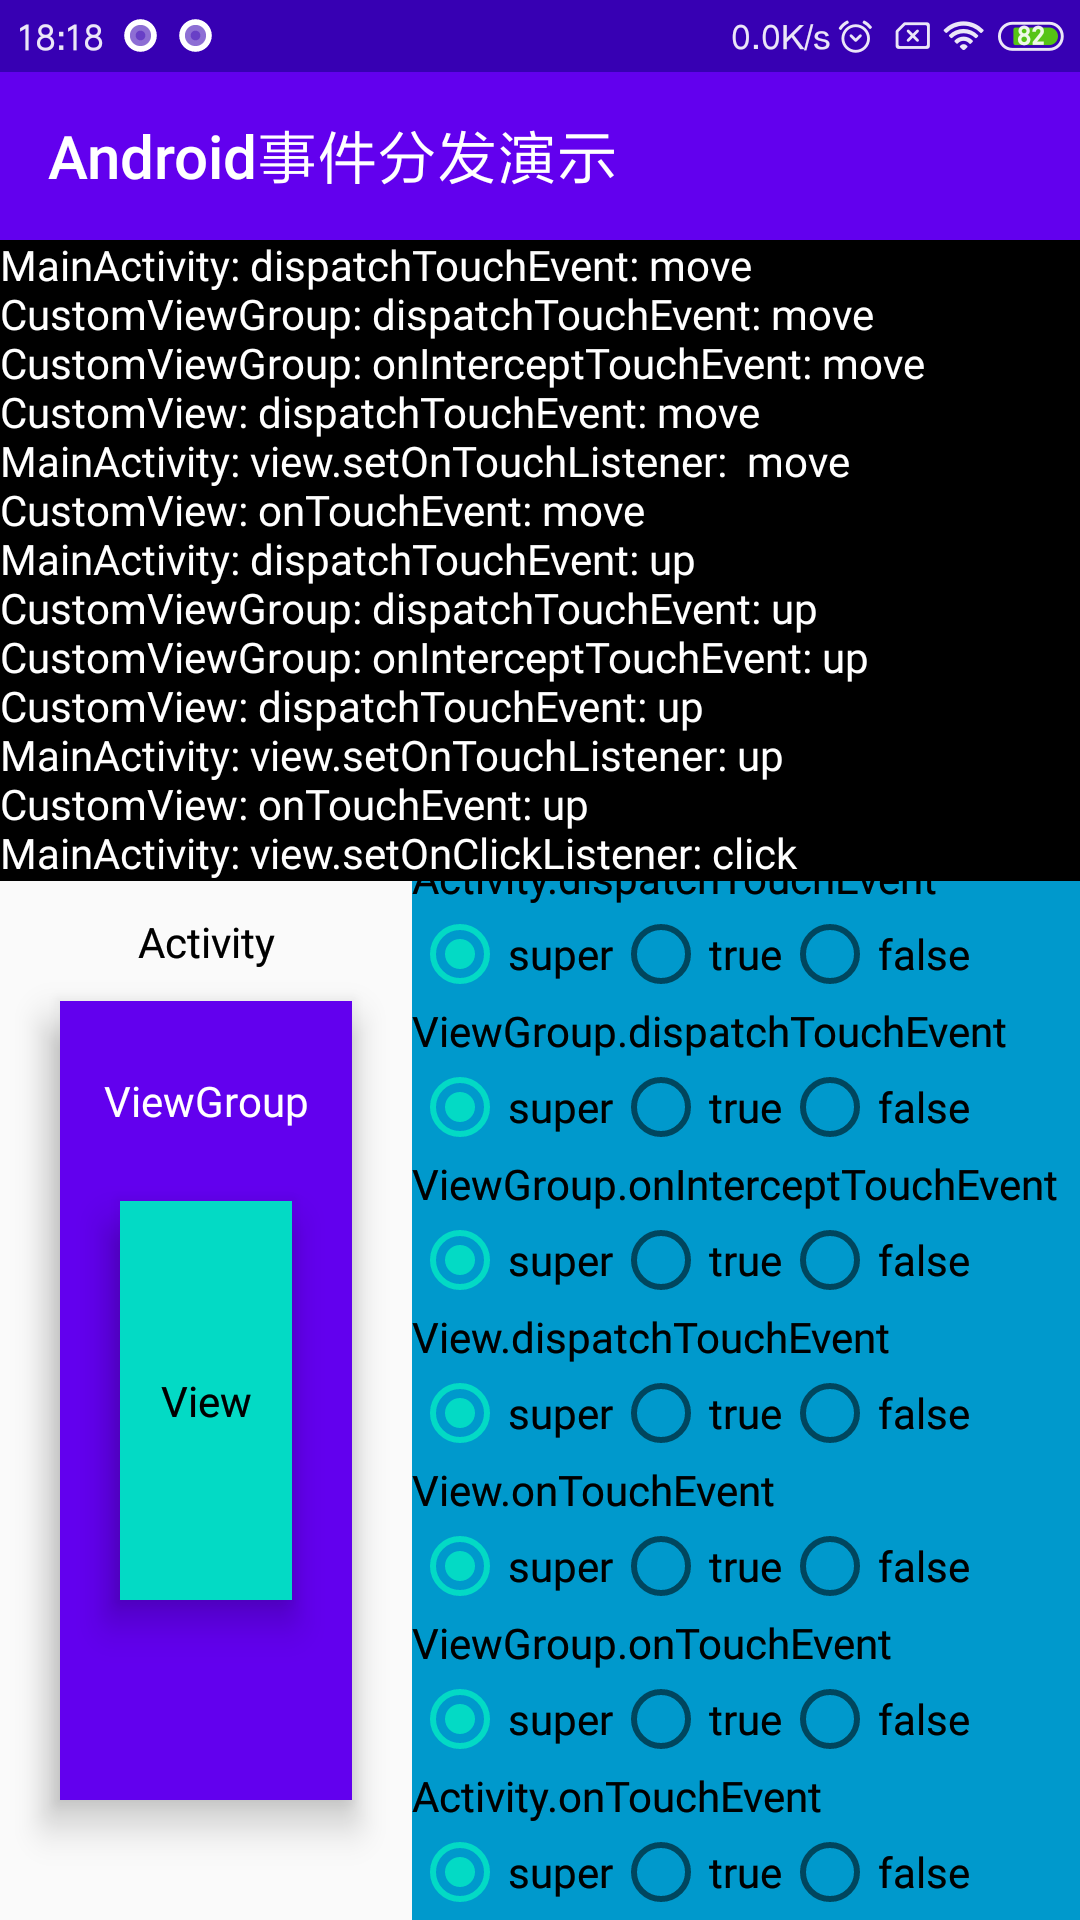 18:18
0.0K/s
82
Android事件分发演示
MainActivity: dispatchTouchEvent: move
CustomViewGroup: dispatchTouchEvent: move
CustomViewGroup: onInterceptTouchEvent: move
CustomView: dispatchTouchEvent: move
MainActivity: view.setOnTouchListener:  move
CustomView: onTouchEvent: move
MainActivity: dispatchTouchEvent: up
CustomViewGroup: dispatchTouchEvent: up
CustomViewGroup: onInterceptTouchEvent: up
CustomView: dispatchTouchEvent: up
MainActivity: view.setOnTouchListener: up
CustomView: onTouchEvent: up
MainActivity: view.setOnClickListener: click
Activity
ViewGroup
View
Activity.dispatchTouchEvent
super true false
ViewGroup.dispatchTouchEvent
super true false
ViewGroup.onInterceptTouchEvent
super true false
View.dispatchTouchEvent
super true false
View.onTouchEvent
super true false
ViewGroup.onTouchEvent
super true false
Activity.onTouchEvent
super true false